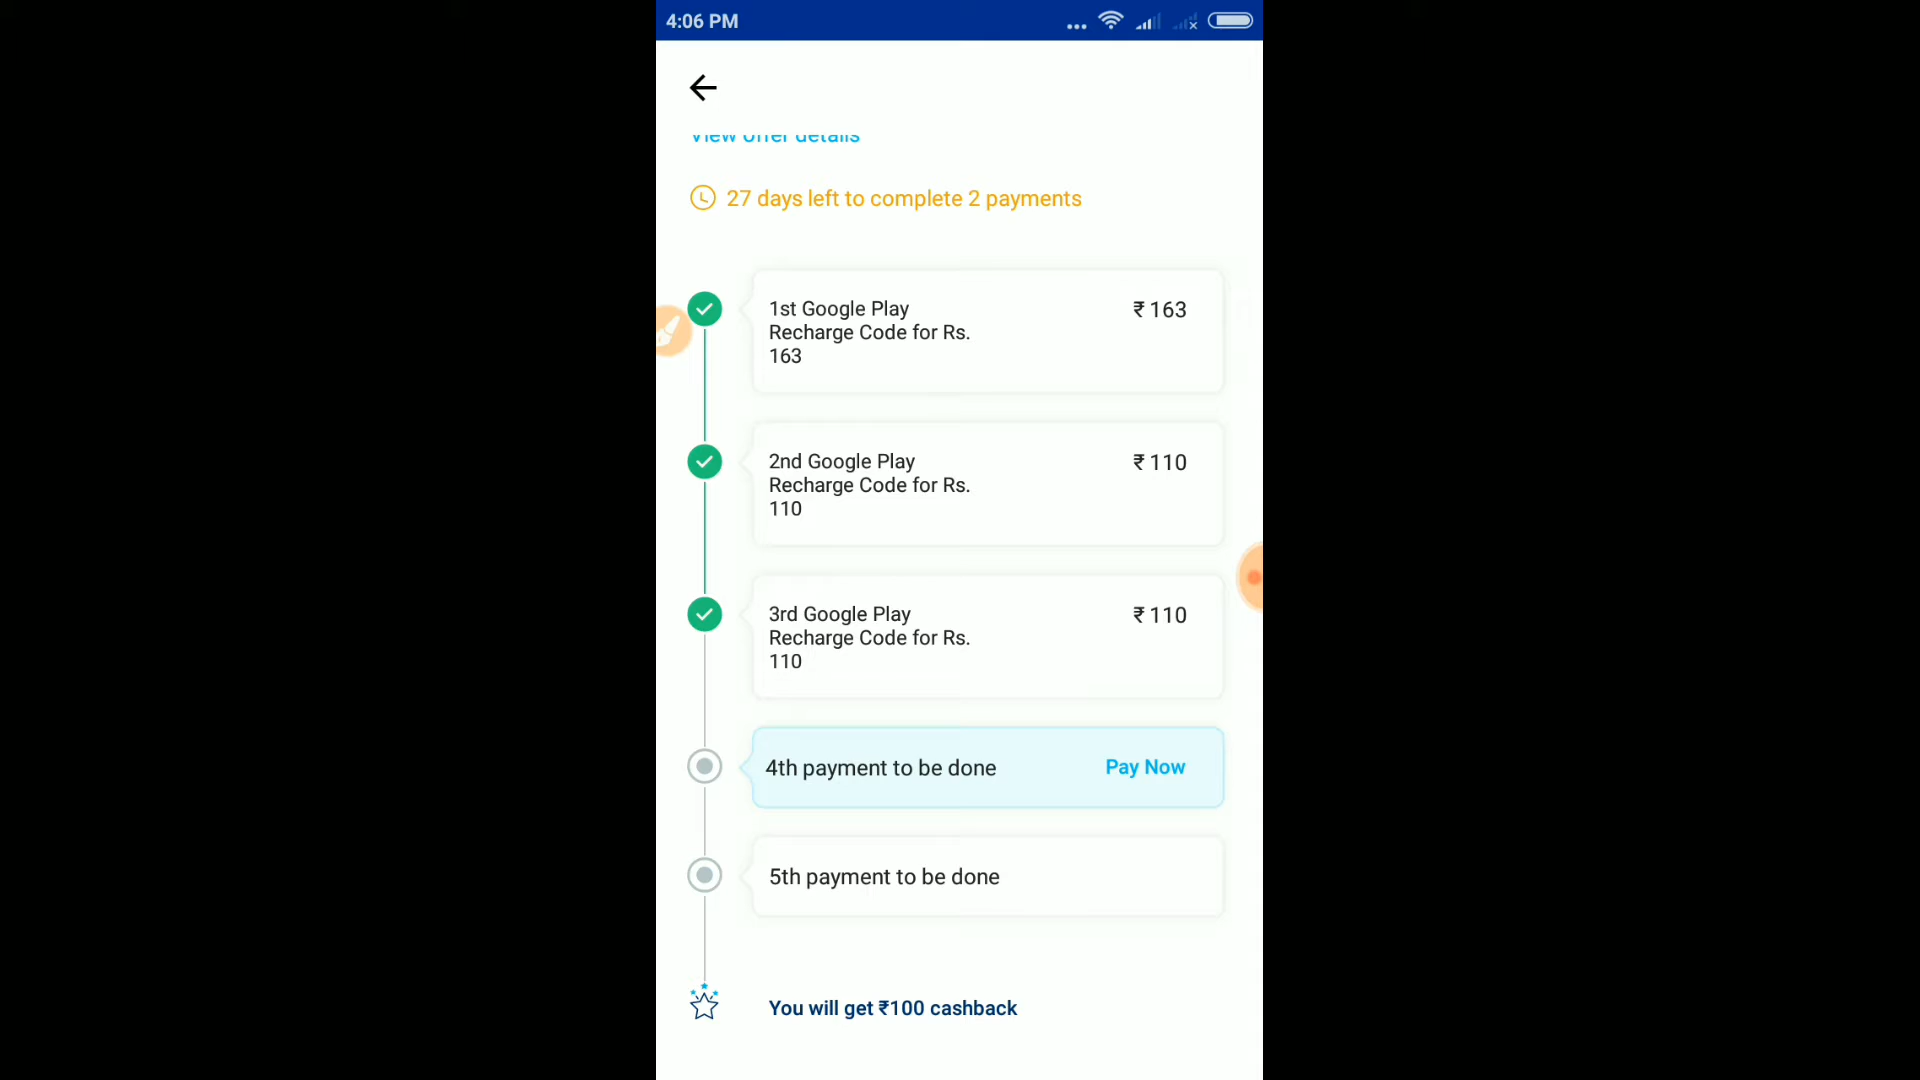 4:06 PM
View offer details
27 days left to complete 2 payments
1st Google Play
Recharge Code for Rs.
163
₹ 163
2nd Google Play
Recharge Code for Rs.
110
₹ 110
3rd Google Play
Recharge Code for Rs.
110
₹ 110
4th payment to be done
Pay Now
5th payment to be done
You will get ₹100 cashback